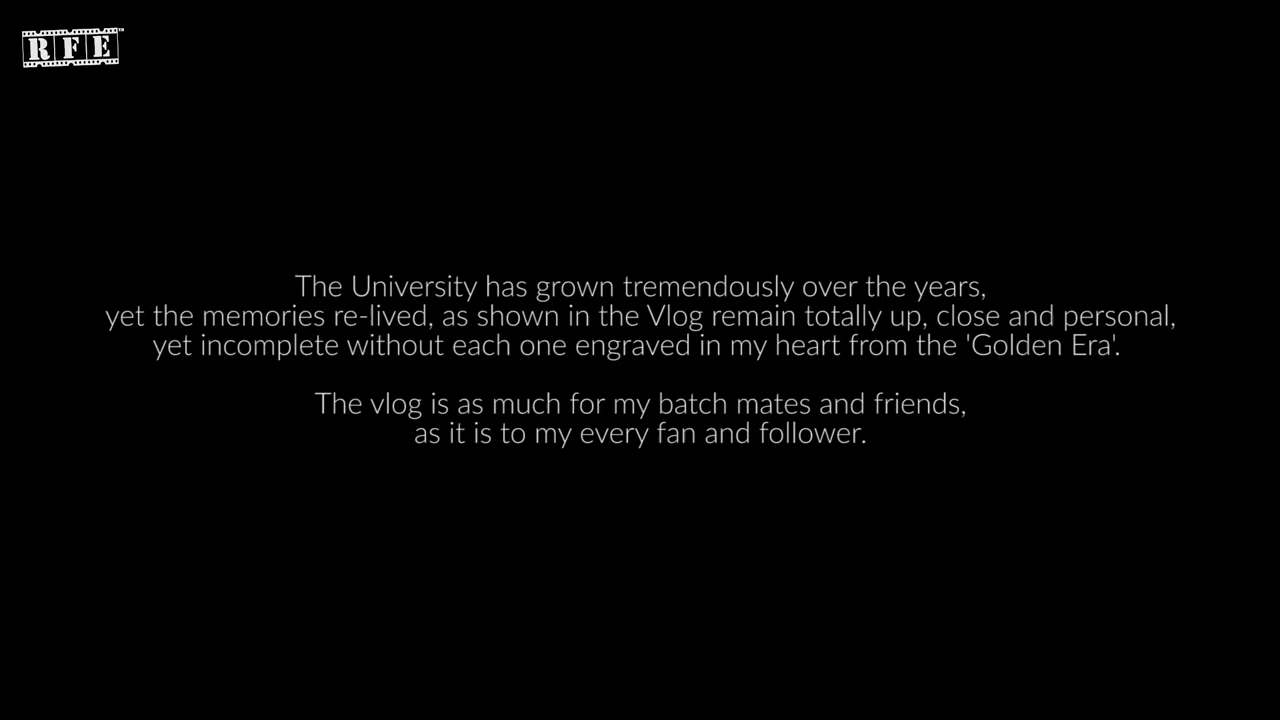 RFE™
The University has grown tremendously over the years,
yet the memories re-lived, as shown in the Vlog remain totally up, close and personal,
yet incomplete without each one engraved in my heart from the 'Golden Era'.
The vlog is as much for my batch mates and friends,
as it is to my every fan and follower.